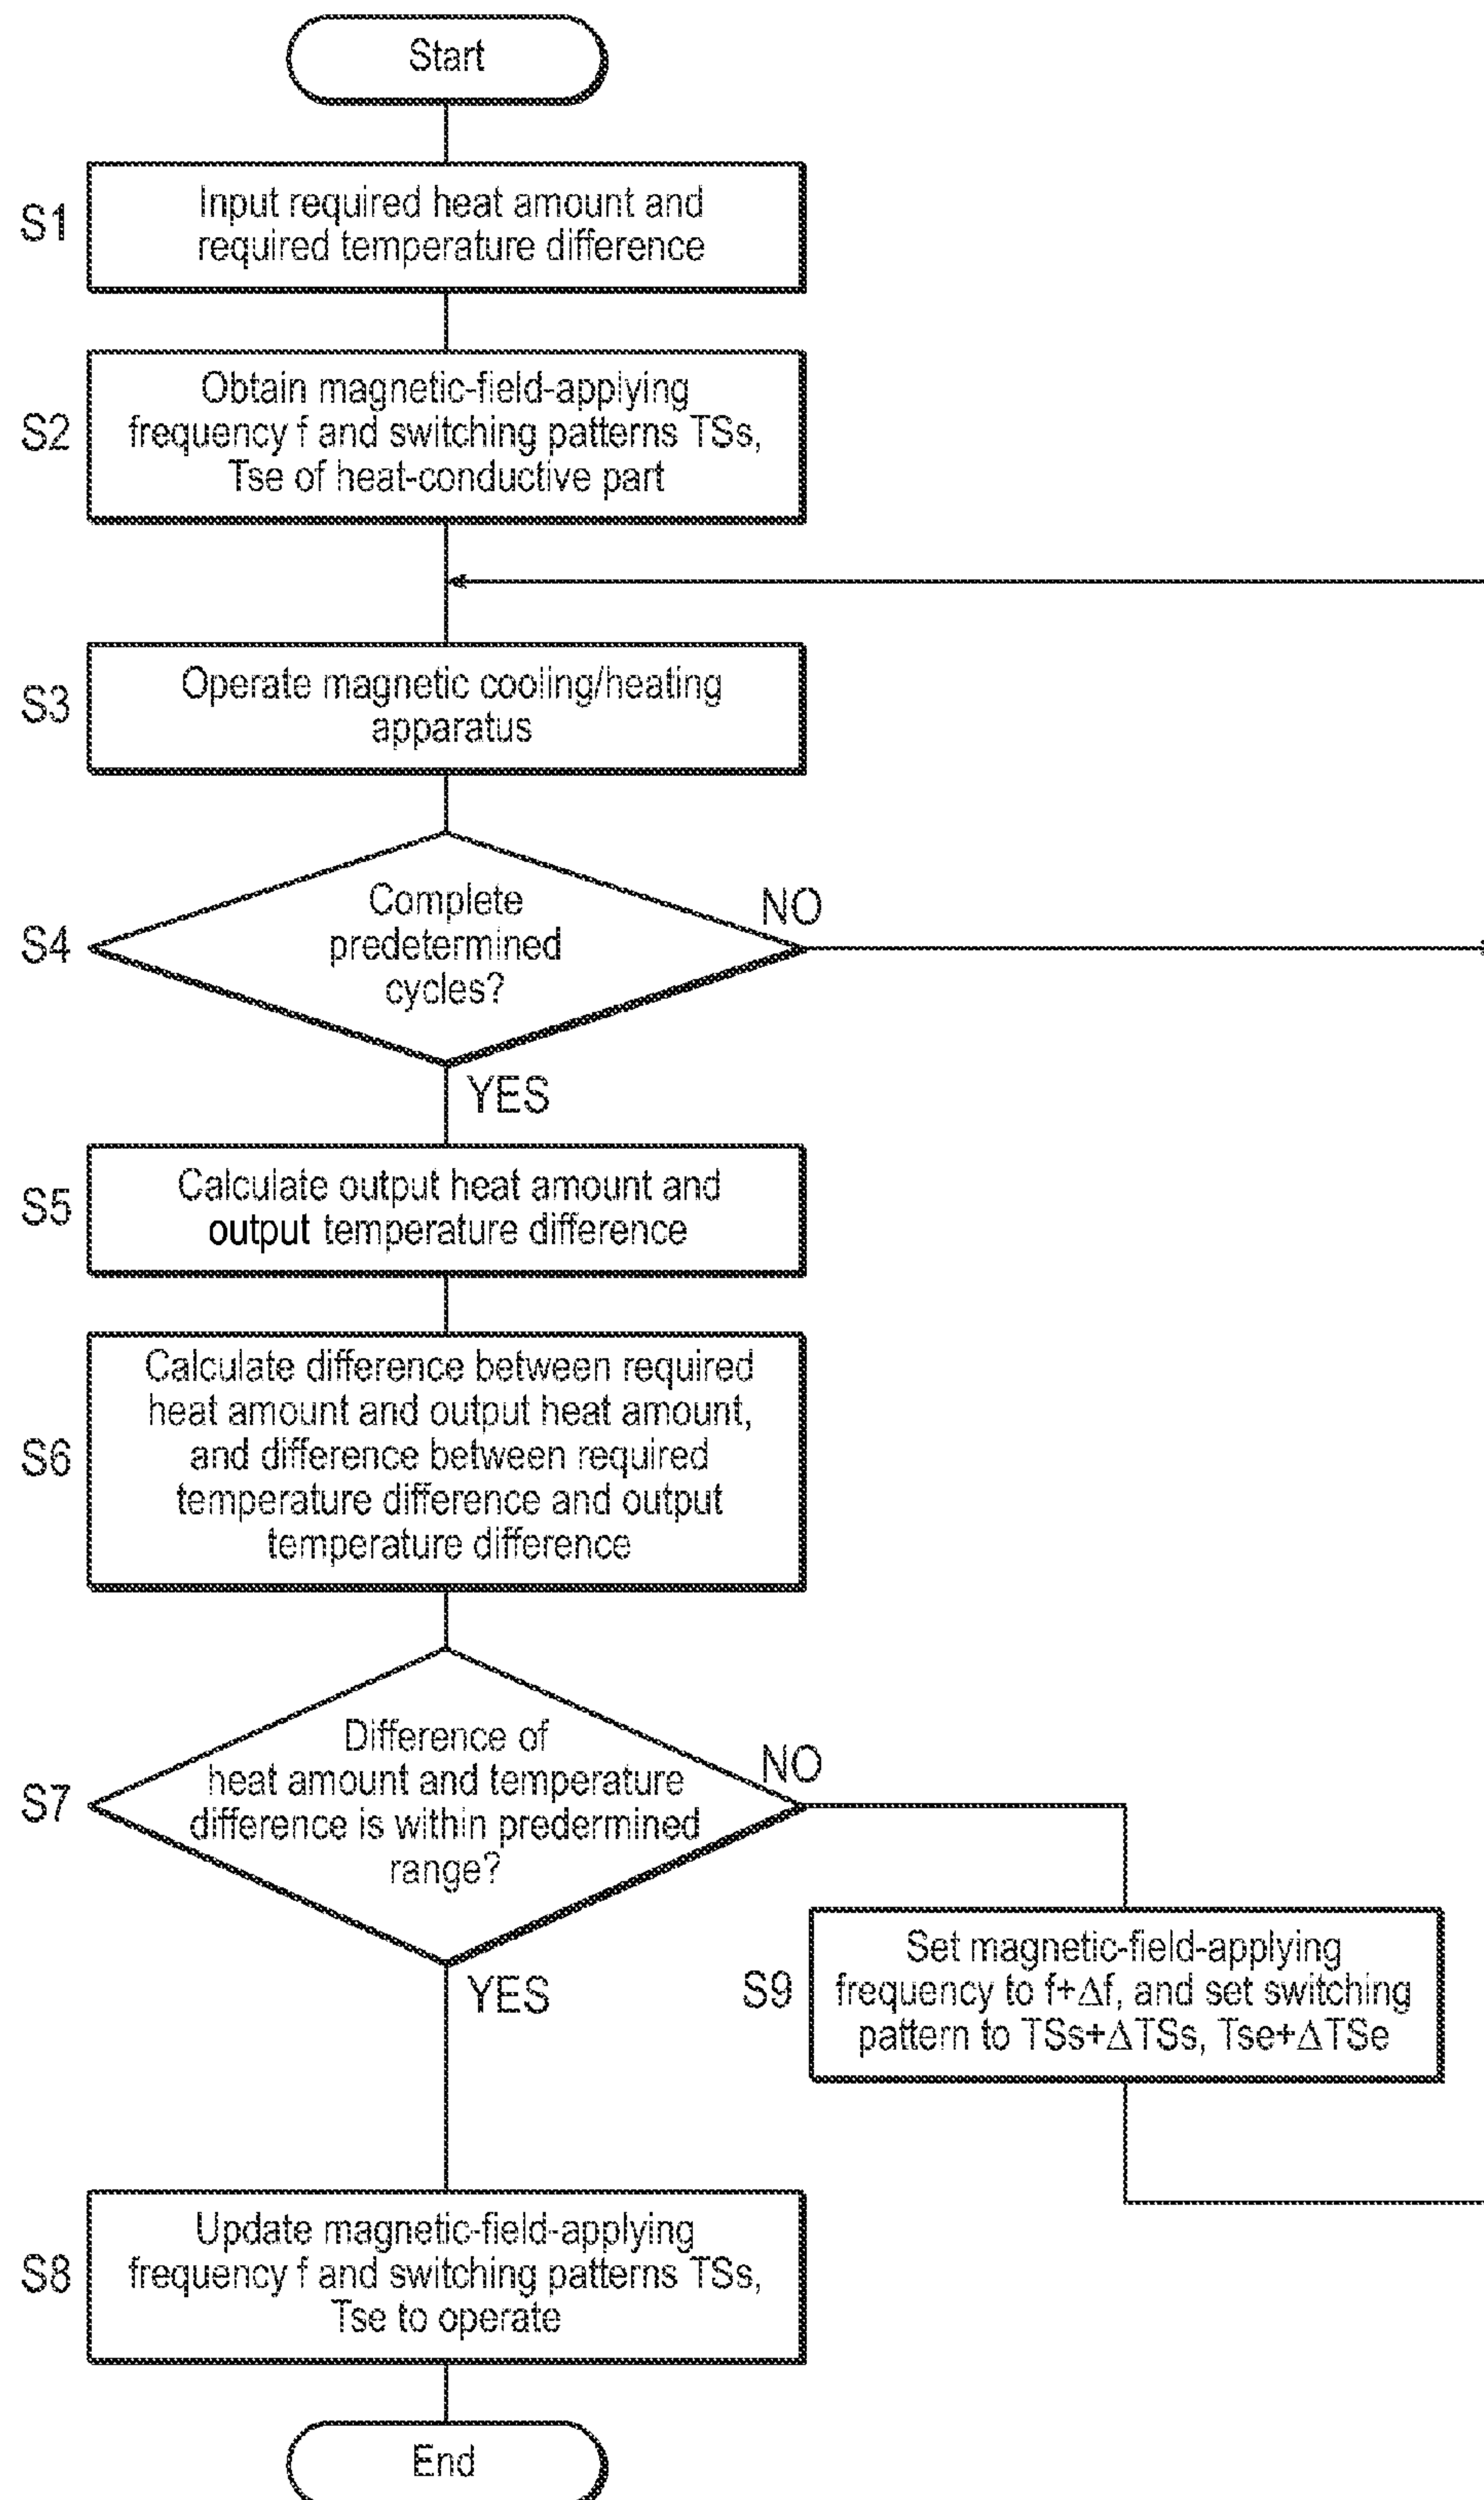 Start
S1
Input required heat amount and
required temperature difference
S2
Obtain magnetic-field-applying
frequency f and switching patterns TSs,
Tse of heat-conductive part
S3
Operate magnetic cooling/heating
apparatus
S4
Complete
predetermined
cycles?
NO
YES
S5
Calculate output heat amount and
output temperature difference
S6
Calculate difference between required
heat amount and output heat amount,
and difference between required
temperature difference and output
temperature difference
S7
Difference of
heat amount and temperature
difference is within predermined
range?
NO
YES
S9
Set magnetic-field-applying
frequency to f+Δf, and set switching
pattern to TSs+ΔTSs, Tse+ΔTSe
S8
Update magnetic-field-applying
frequency f and switching patterns TSs,
Tse to operate
End